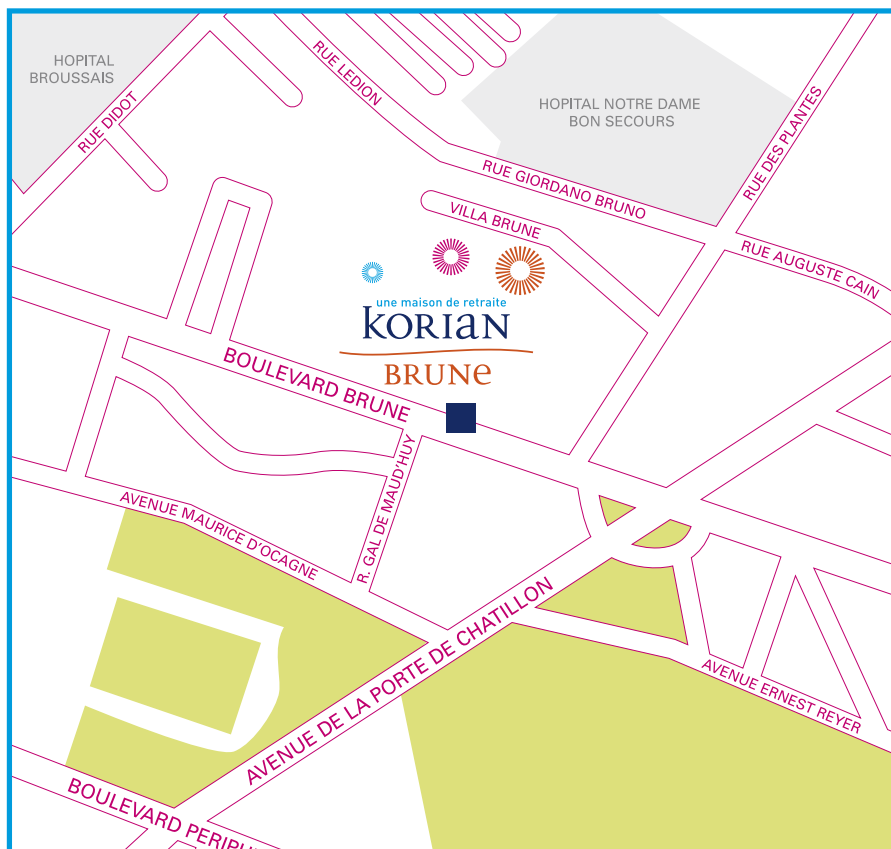 HOPITAL
BROUSSAIS
RUE DIDOT
RUE LEDION
HOPITAL NOTRE DAME
BON SECOURS
RUE DES PLANTES
RUE GIORDANO BRUNO
VILLA BRUNE
RUE AUGUSTE CAIN
une maison de retraite
KORIAN
BRUNE
BOULEVARD BRUNE
R. GAL DE MAUD'HUY
AVENUE MAURICE D'OCAGNE
AVENUE DE LA PORTE DE CHATILLON
AVENUE ERNEST REYER
BOULEVARD PERIPH